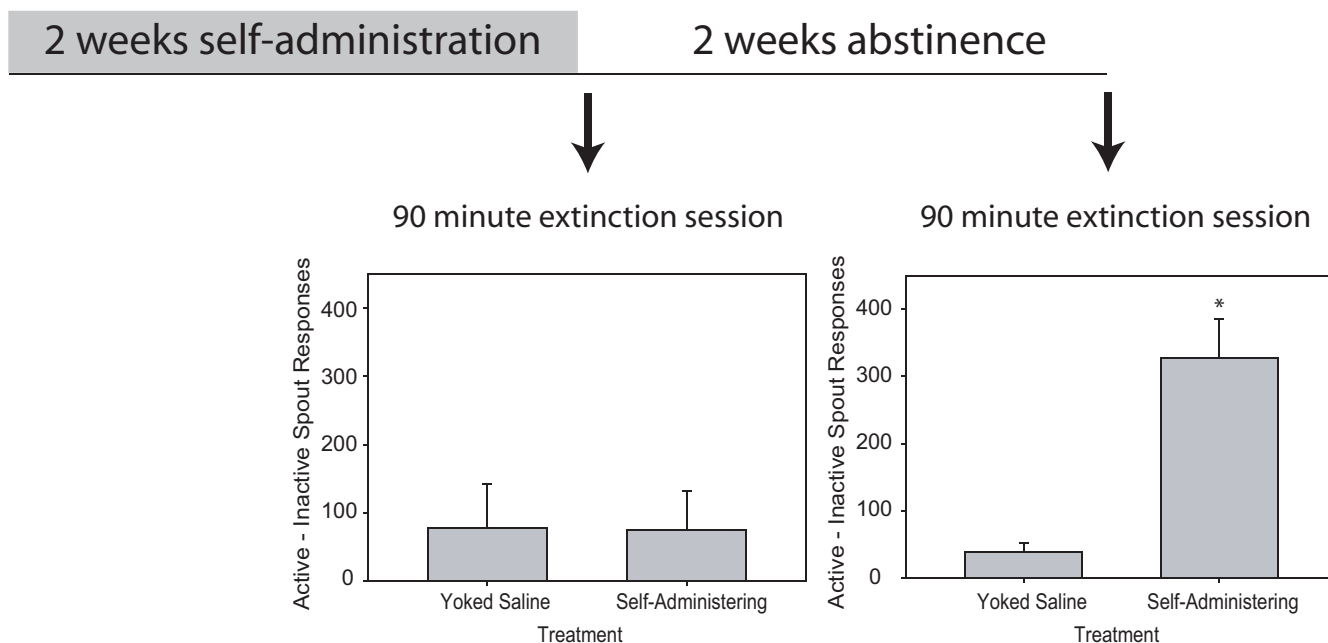 2 weeks self-administration
2 weeks abstinence
90 minute extinction session
Active - Inactive Spout Responses
400
300
200
100
0
Yoked Saline
Self-Administering
Treatment
90 minute extinction session
Active - Inactive Spout Responses
400
300
200
100
0
*
Yoked Saline
Self-Administering
Treatment